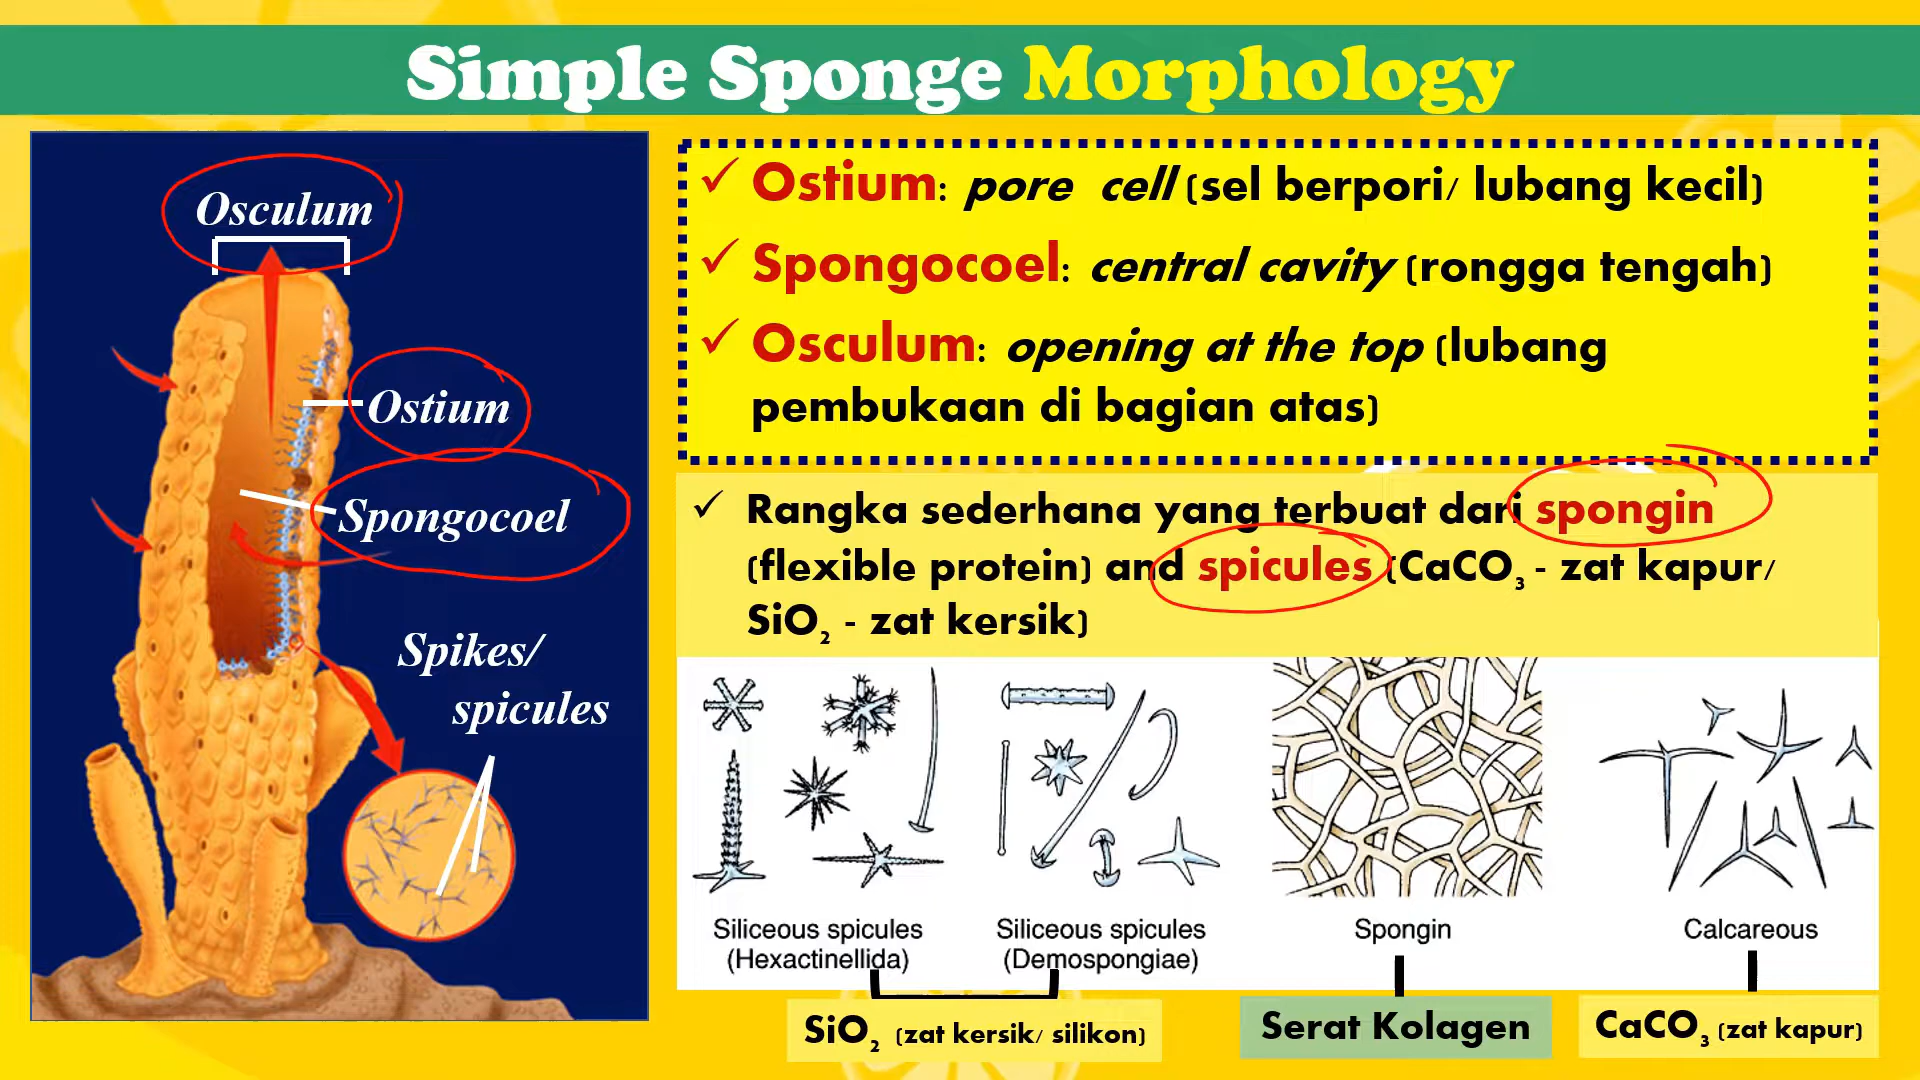 Simple Sponge Morphology
Osculum
Ostium
Spongocoel
Spikes/
spicules
✓ Ostium: pore cell (sel berpori/ lubang kecil)
✓ Spongocoel: central cavity (rongga tengah)
✓ Osculum: opening at the top (lubang
pembukaan di bagian atas)
✓ Rangka sederhana yang terbuat dari spongin
(flexible protein) and spicules (CaCO₃ - zat kapur/
SiO₂ - zat kersik)
Siliceous spicules
(Hexactinellida)
Siliceous spicules
(Demospongiae)
Spongin
Calcareous
SiO₂ (zat kersik/ silikon)
Serat Kolagen
CaCO₃ (zat kapur)